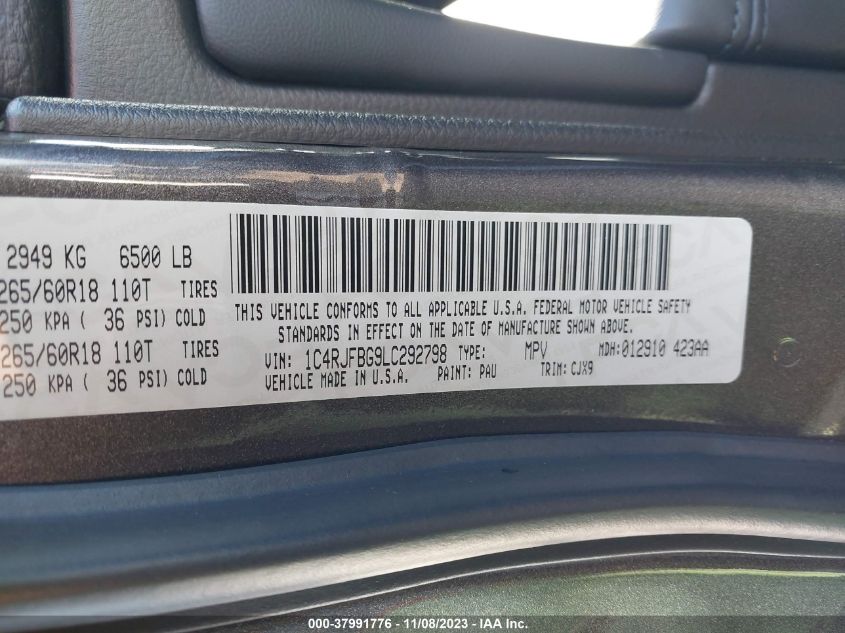 2949 KG 6500 LB
265/60R18 110T TIRES
250 KPA ( 36 PSI) COLD
265/60R18 110T TIRES
250 KPA ( 36 PSI) COLD
THIS VEHICLE CONFORMS TO ALL APPLICABLE U.S.A. FEDERAL MOTOR VEHICLE SAFETY
STANDARDS IN EFFECT ON THE DATE OF MANUFACTURE SHOWN ABOVE.
VIN: 1C4RJFBG9LC292798 TYPE: MPV MDH:012910 423AA
VEHICLE MADE IN U.S.A. PAINT: PAU TRIM: CJX9
000-37991776 - 11/08/2023 - IAA Inc.